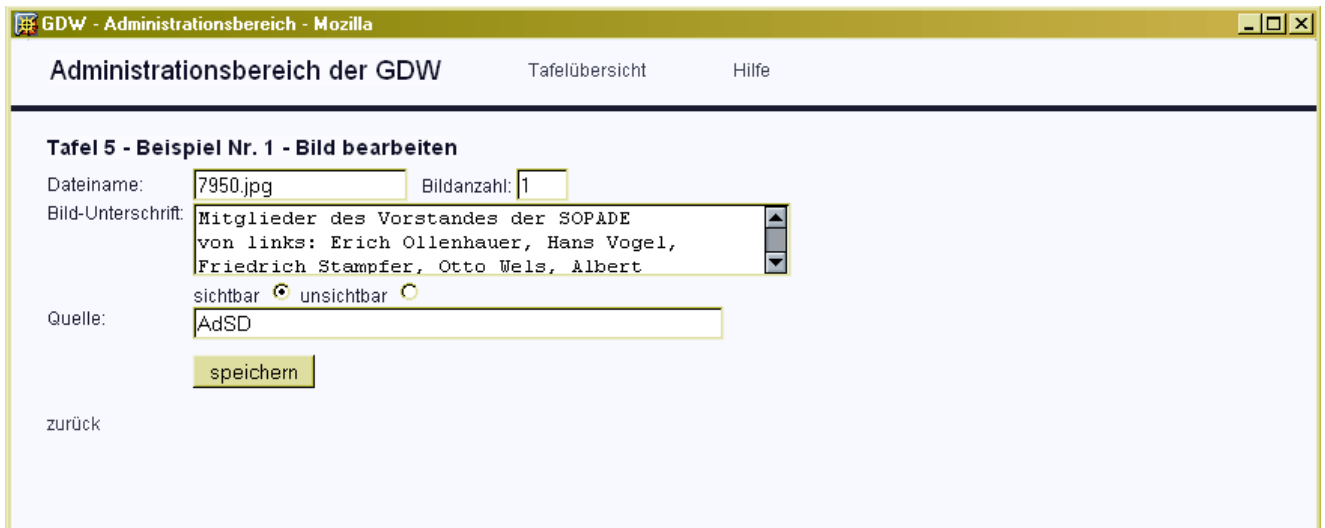 GDW - Administrationsbereich - Mozilla
Administrationsbereich der GDW Tafelübersicht Hilfe
Tafel 5 - Beispiel Nr. 1 - Bild bearbeiten
Dateiname: 7950.jpg Bildanzahl: 1
Bild-Unterschrift: Mitglieder des Vorstandes der SOPADE
von links: Erich Ollenhauer, Hans Vogel,
Friedrich Stampfer, Otto Wels, Albert
sichtbar unsichtbar
Quelle: AdSD
speichern
zurück